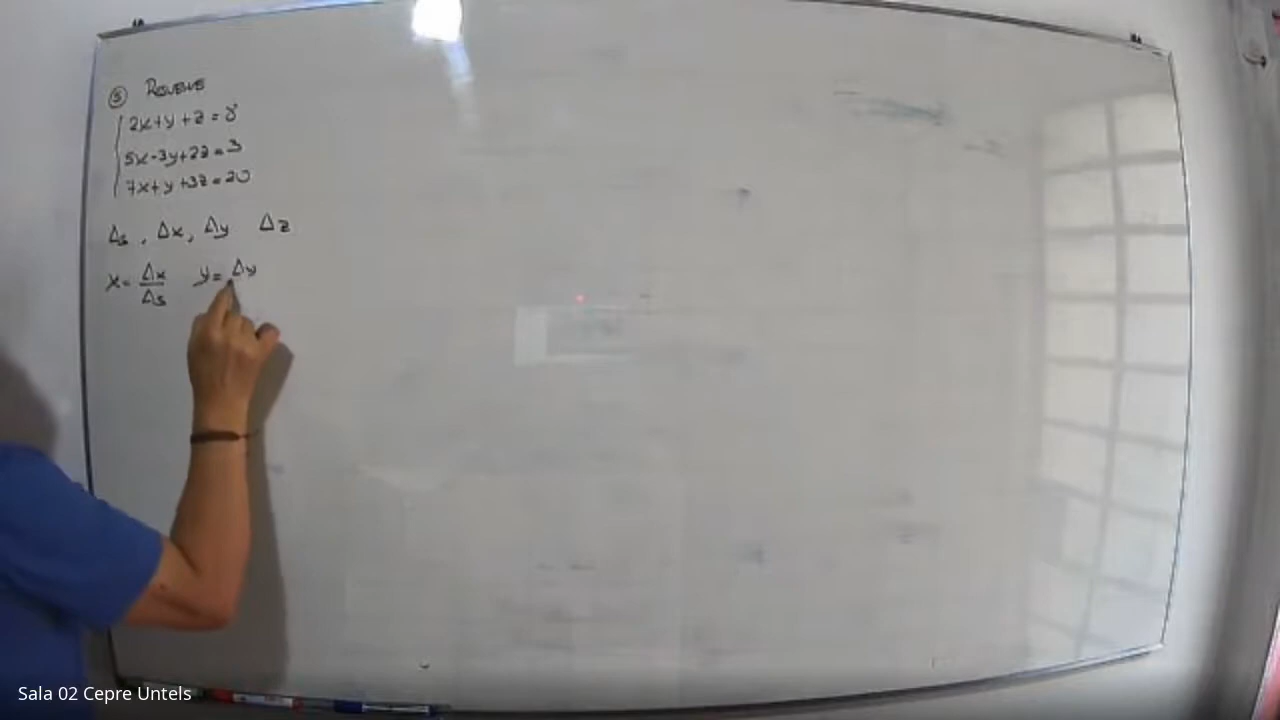 ⑤ Resuelve
2x+y+z=8
5x-3y+2z=3
7x+y+3z=20
Δs, Δx, Δy Δz
x= Δx/Δs y= Δy
Sala 02 Cepre Untels